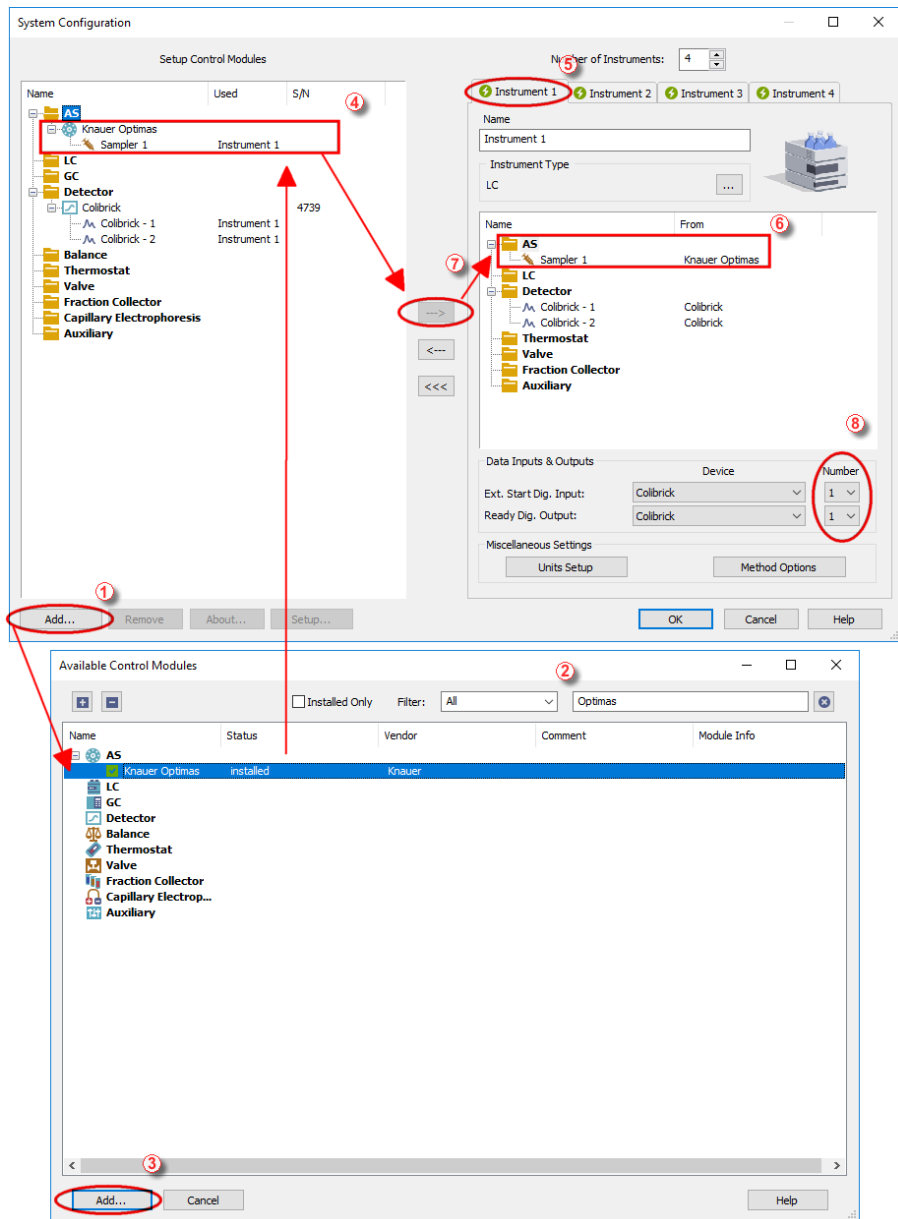 System Configuration
Setup Control Modules
Number of Instruments: 4
⑤
Name Used S/N
④
AS
Knauer Optimas
Sampler 1 Instrument 1
LC
GC
Detector
Colibrick 4739
Colibrick - 1 Instrument 1
Colibrick - 2 Instrument 1
Balance
Thermostat
Valve
Fraction Collector
Capillary Electrophoresis
Auxiliary
⑦
--->
<---
<<<
Instrument 1 Instrument 2 Instrument 3 Instrument 4
Name
Instrument 1
Instrument Type
LC ...
Name From
⑥
AS
Sampler 1 Knauer Optimas
LC
Detector
Colibrick - 1 Colibrick
Colibrick - 2 Colibrick
Thermostat
Valve
Fraction Collector
Auxiliary
⑧
Data Inputs & Outputs
Device Number
Ext. Start Dig. Input: Colibrick 1
Ready Dig. Output: Colibrick 1
Miscellaneous Settings
Units Setup Method Options
①
Add... Remove About... Setup... OK Cancel Help
Available Control Modules
②
Installed Only Filter: All Optimas
Name Status Vendor Comment Module Info
AS
Knauer Optimas installed Knauer
LC
GC
Detector
Balance
Thermostat
Valve
Fraction Collector
Capillary Electrop...
Auxiliary
③
Add... Cancel Help